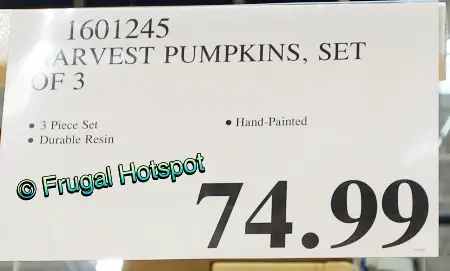 1601245
HARVEST PUMPKINS, SET
OF 3
• 3 Piece Set
• Durable Resin
• Hand-Painted
© Frugal Hotspot
74.99